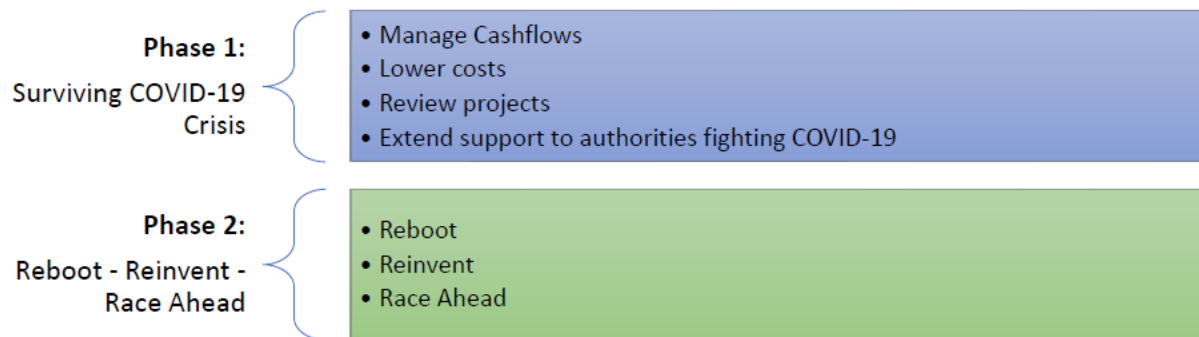 Phase 1:
Surviving COVID-19
Crisis
• Manage Cashflows
• Lower costs
• Review projects
• Extend support to authorities fighting COVID-19
Phase 2:
Reboot - Reinvent -
Race Ahead
• Reboot
• Reinvent
• Race Ahead